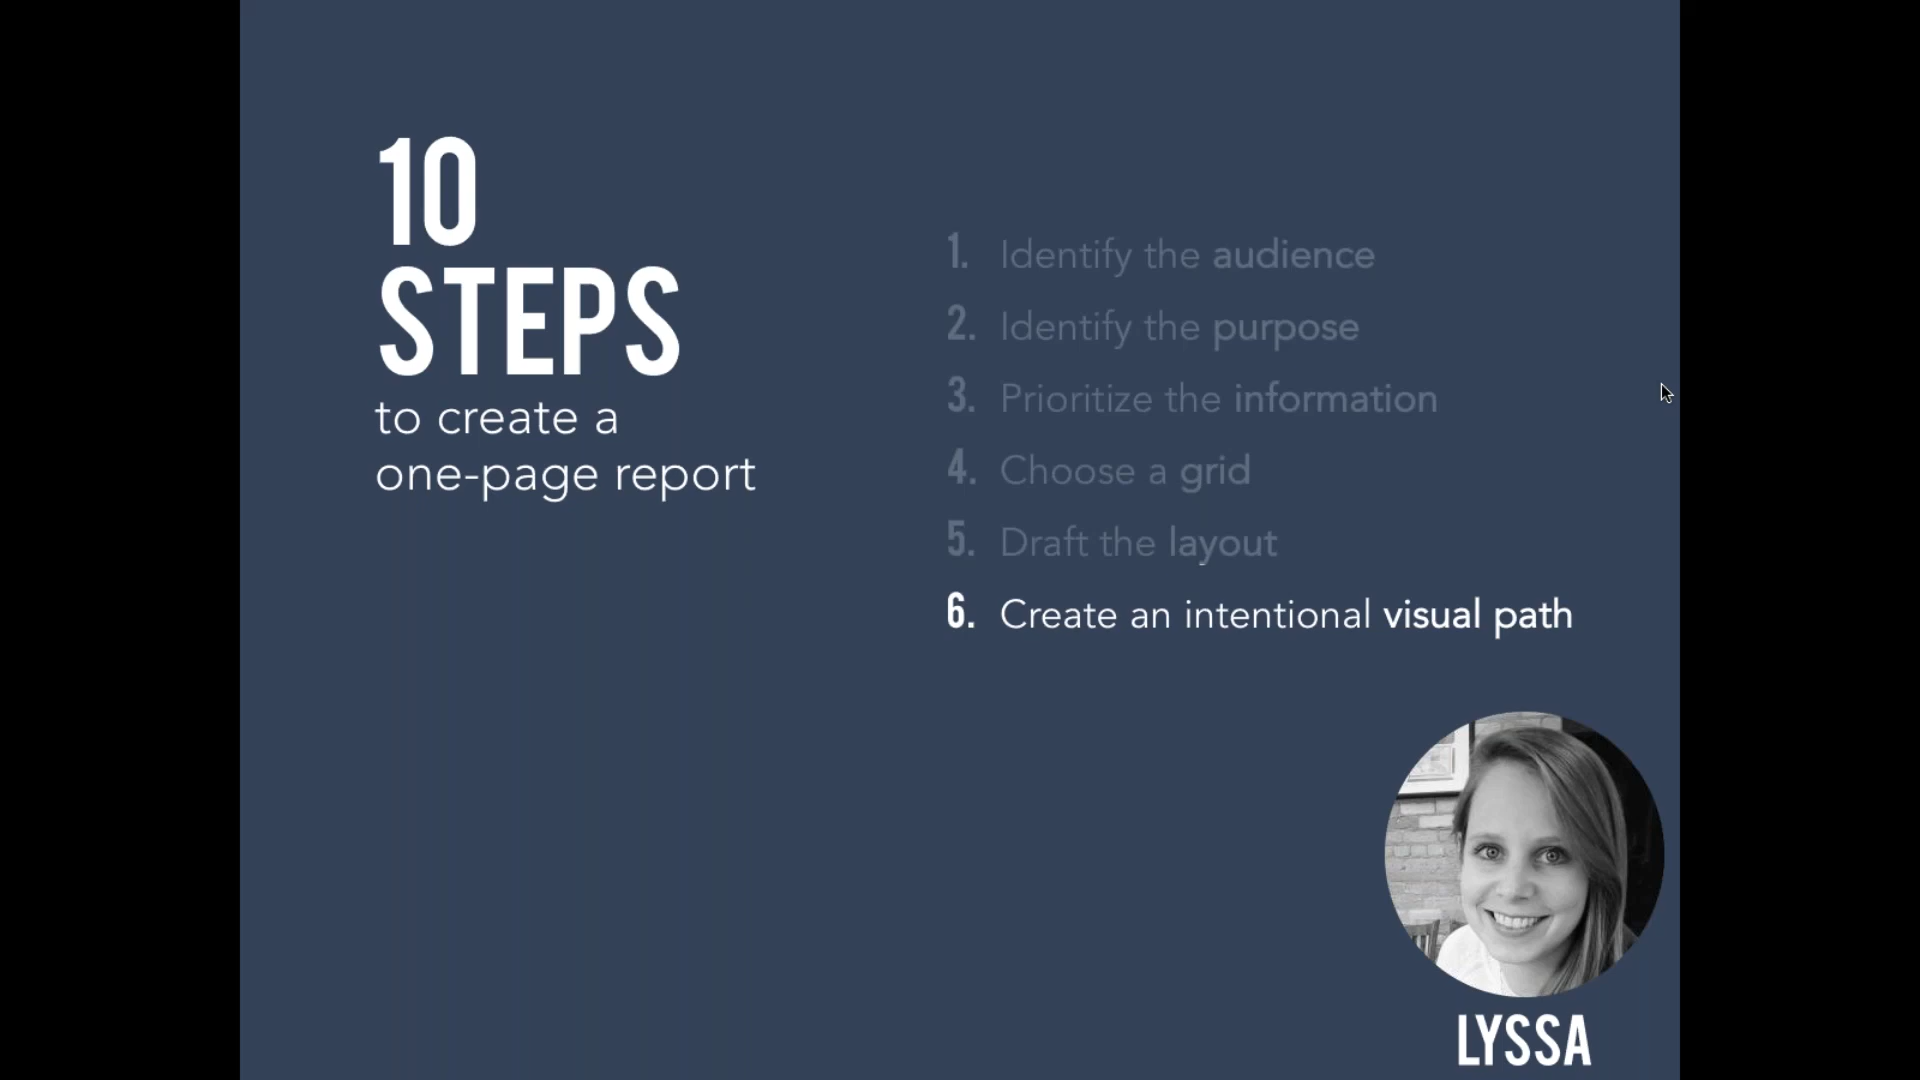 10
STEPS
to create a
one-page report
1. Identify the audience
2. Identify the purpose
3. Prioritize the information
4. Choose a grid
5. Draft the layout
6. Create an intentional visual path
LYSSA